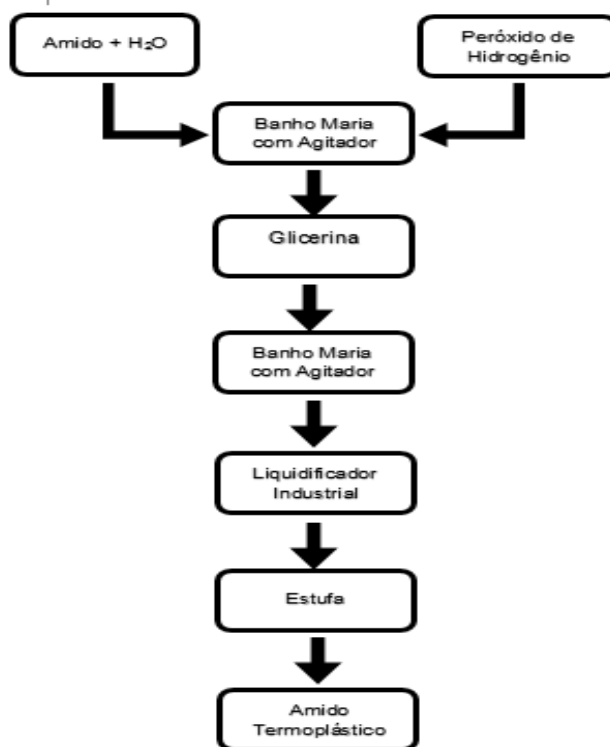 Amido + H₂O
Peróxido de
Hidrogênio
Banho Maria
com Agitador
Glicerina
Banho Maria
com Agitador
Liquidificador
Industrial
Estufa
Amido
Termoplástico